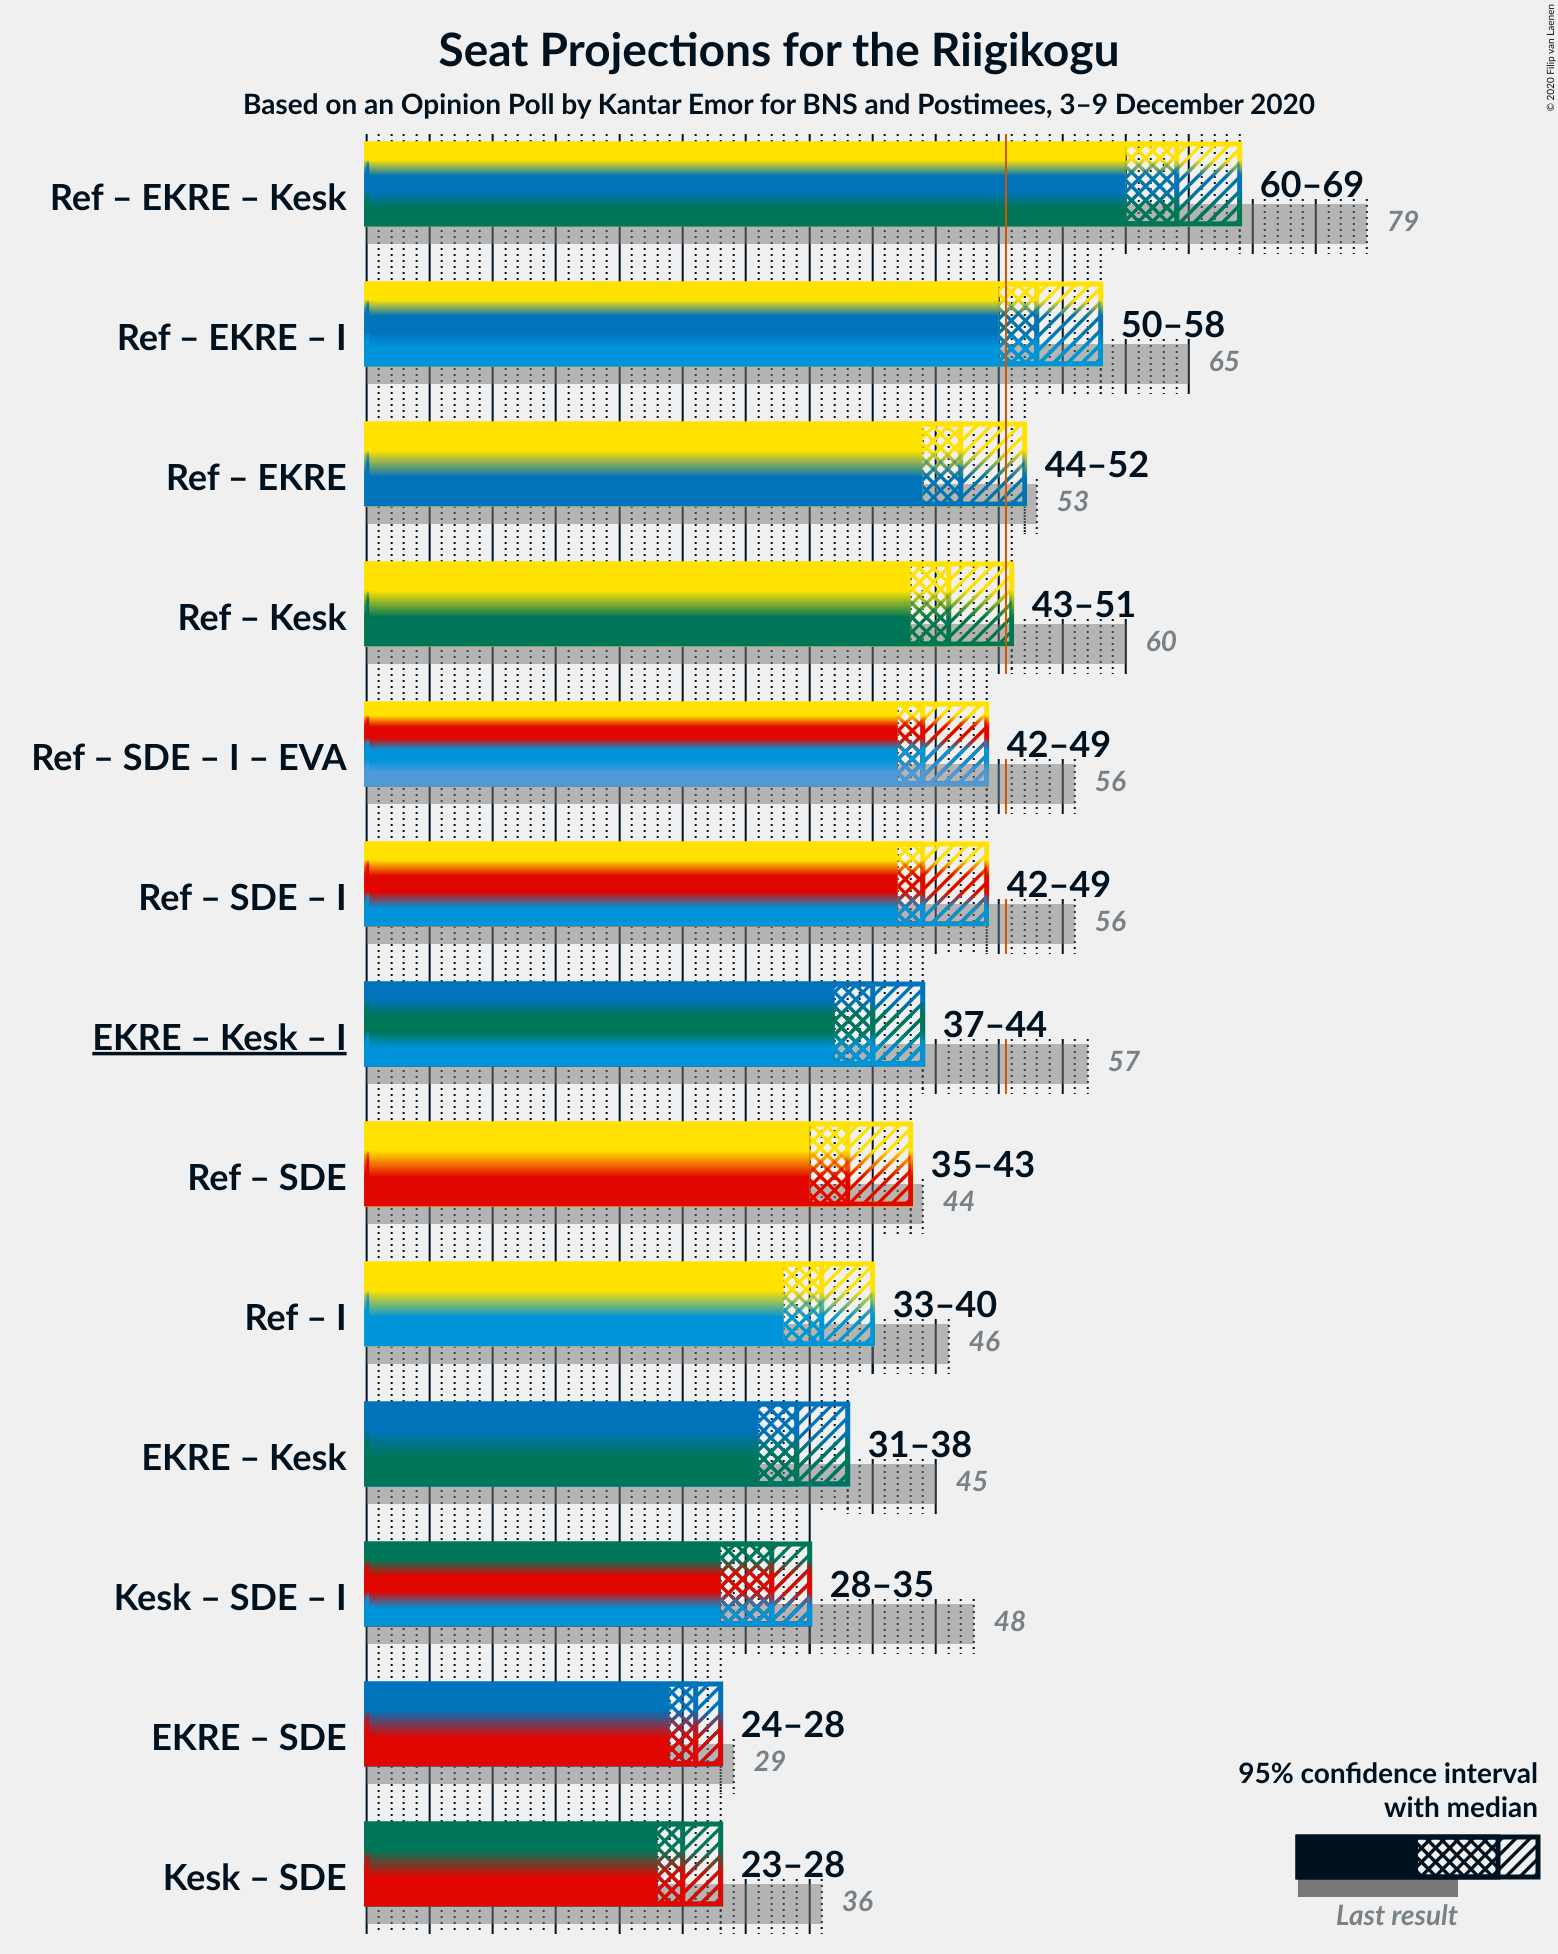 © 2020 Filip van Laenen
Seat Projections for the Riigikogu
Based on an Opinion Poll by Kantar Emor for BNS and Postimees, 3–9 December 2020
Ref – EKRE – Kesk
60–69
79
Ref – EKRE – I
50–58
65
Ref – EKRE
44–52
53
Ref – Kesk
43–51
60
Ref – SDE – I – EVA
42–49
56
Ref – SDE – I
42–49
56
EKRE – Kesk – I
37–44
57
Ref – SDE
35–43
44
Ref – I
33–40
46
EKRE – Kesk
31–38
45
Kesk – SDE – I
28–35
48
EKRE – SDE
24–28
29
Kesk – SDE
23–28
36
95% confidence interval
with median
Last result